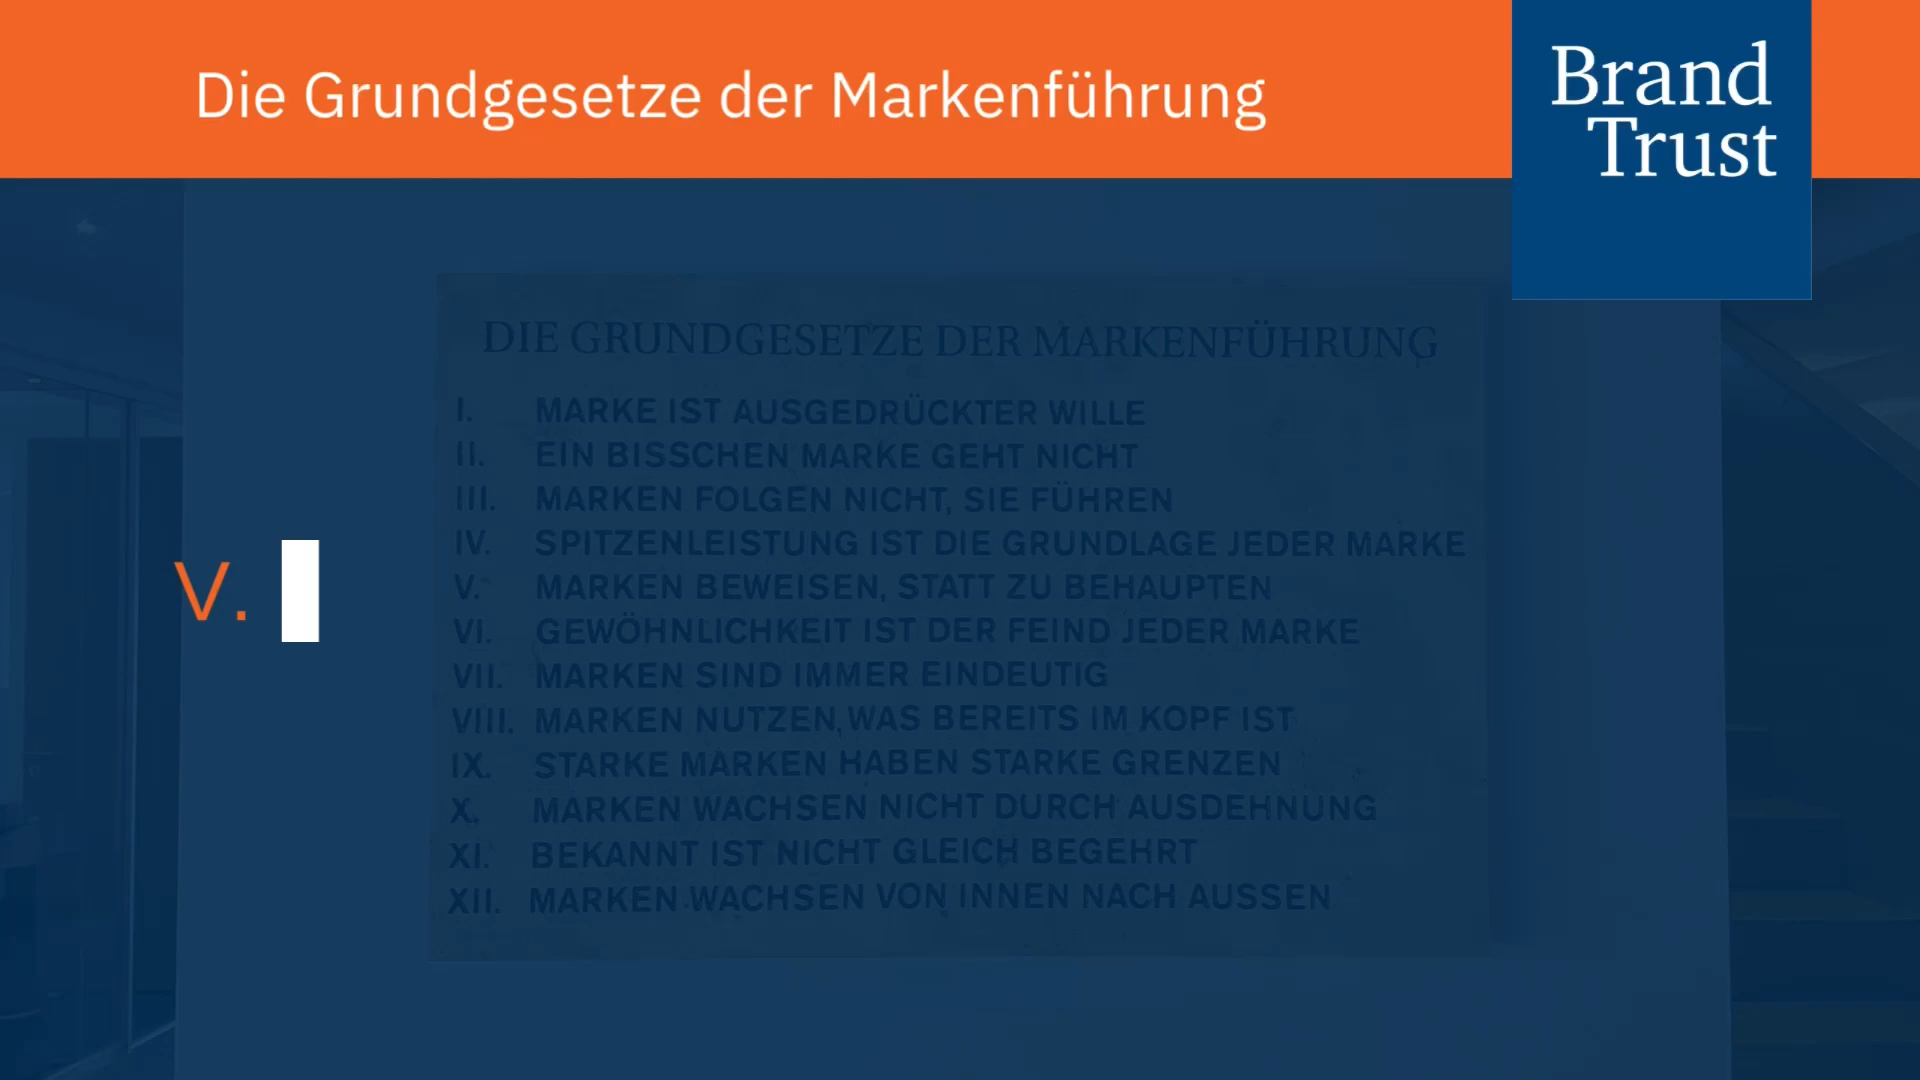 Die Grundgesetze der Markenführung
Brand
Trust
DIE GRUNDGESETZE DER MARKENFÜHRUNG
I. MARKE IST AUSGEDRÜCKTER WILLE
II. EIN BISSCHEN MARKE GEHT NICHT
III. MARKEN FOLGEN NICHT, SIE FÜHREN
IV. SPITZENLEISTUNG IST DIE GRUNDLAGE JEDER MARKE
V. MARKEN BEWEISEN, STATT ZU BEHAUPTEN
VI. GEWÖHNLICHKEIT IST DER FEIND JEDER MARKE
VII. MARKEN SIND IMMER EINDEUTIG
VIII. MARKEN NUTZEN, WAS BEREITS IM KOPF IST
IX. STARKE MARKEN HABEN STARKE GRENZEN
X. MARKEN WACHSEN NICHT DURCH AUSDEHNUNG
XI. BEKANNT IST NICHT GLEICH BEGEHRT
XII. MARKEN WACHSEN VON INNEN NACH AUSSEN
V.